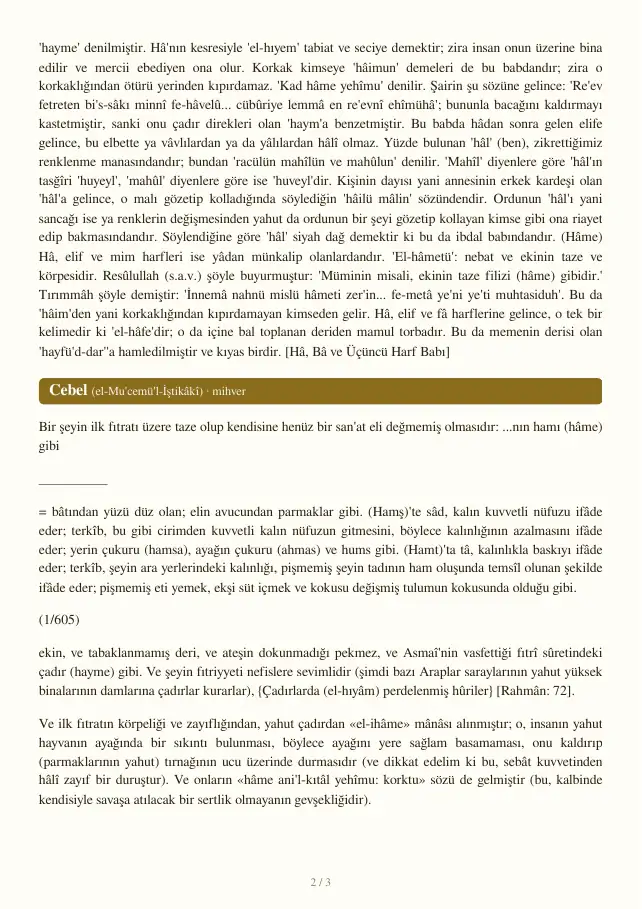 'hayme' denilmiştir. Hâ'nın kesresiyle 'el-hıyem' tabiat ve seciye demektir; zira insan onun üzerine bina
edilir ve mercii ebediyen ona olur. Korkak kimseye 'hâimun' demeleri de bu babdandır; zira o
korkaklığından ötürü yerinden kıpırdamaz. 'Kad hâme yehîmu' denilir. Şairin şu sözüne gelince: 'Re'ev
fetreten bi's-sâkı minnî fe-hâvelû... cübûriye lemmâ en re'evnî ehîmühâ'; bununla bacağını kaldırmayı
kastetmiştir, sanki onu çadır direkleri olan 'haym'a benzetmiştir. Bu babda hâdan sonra gelen elife
gelince, bu elbette ya vâvlılardan ya da yâlılardan hâlî olmaz. Yüzde bulunan 'hâl' (ben), zikrettiğimiz
renklenme manasındandır; bundan 'racülün mahîlün ve mahûlun' denilir. 'Mahîl' diyenlere göre 'hâl'ın
tasğîri 'huyeyl', 'mahûl' diyenlere göre ise 'huveyl'dir. Kişinin dayısı yani annesinin erkek kardeşi olan
'hâl'a gelince, o malı gözetip kolladığında söylediğin 'hâilü mâlin' sözündendir. Ordunun 'hâl'ı yani
sancağı ise ya renklerin değişmesinden yahut da ordunun bir şeyi gözetip kollayan kimse gibi ona riayet
edip bakmasındandır. Söylendiğine göre 'hâl' siyah dağ demektir ki bu da ibdal babındandır. (Hâme)
Hâ, elif ve mim harfleri ise yâdan münkalip olanlardandır. 'El-hâmetü': nebat ve ekinin taze ve
körpesidir. Resûlullah (s.a.v.) şöyle buyurmuştur: 'Müminin misali, ekinin taze filizi (hâme) gibidir.'
Tırımmâh şöyle demiştir: 'İnnemâ nahnü mislü hâmeti zer'in... fe-metâ ye'ni ye'ti muhtasiduh'. Bu da
'hâim'den yani korkaklığından kıpırdamayan kimseden gelir. Hâ, elif ve fâ harflerine gelince, o tek bir
kelimedir ki 'el-hâfe'dir; o da içine bal toplanan deriden mamul torbadır. Bu da memenin derisi olan
'hayfü'd-dar''a hamledilmiştir ve kıyas birdir. [Hâ, Bâ ve Üçüncü Harf Babı]
Cebel (el-Mu'cemü'l-İştikâkî) · mihver
Bir şeyin ilk fıtratı üzere taze olup kendisine henüz bir san'at eli değmemiş olmasıdır: ...nın hamı (hâme)
gibi
= bâtından yüzü düz olan; elin avucundan parmaklar gibi. (Hamş)'te sâd, kalın kuvvetli nüfuzu ifâde
eder; terkîb, bu gibi cirimden kuvvetli kalın nüfuzun gitmesini, böylece kalınlığının azalmasını ifâde
eder; yerin çukuru (hamsa), ayağın çukuru (ahmas) ve hums gibi. (Hamt)'ta tâ, kalınlıkla baskıyı ifâde
eder; terkîb, şeyin ara yerlerindeki kalınlığı, pişmemiş şeyin tadının ham oluşunda temsîl olunan şekilde
ifâde eder; pişmemiş eti yemek, ekşi süt içmek ve kokusu değişmiş tulumun kokusunda olduğu gibi.
(1/605)
ekin, ve tabaklanmamış deri, ve ateşin dokunmadığı pekmez, ve Asmaî'nin vasfettiği fıtrî sûretindeki
çadır (hayme) gibi. Ve şeyin fıtriyyeti nefislere sevimlidir (şimdi bazı Araplar saraylarının yahut yüksek
binalarının damlarına çadırlar kurarlar), {Çadırlarda (el-hıyâm) perdelenmiş hûriler} [Rahmân: 72].
Ve ilk fıtratın körpeliği ve zayıflığından, yahut çadırdan «el-ihâme» mânâsı alınmıştır; o, insanın yahut
hayvanın ayağında bir sıkıntı bulunması, böylece ayağını yere sağlam basamaması, onu kaldırıp
(parmaklarının yahut) tırnağının ucu üzerinde durmasıdır (ve dikkat edelim ki bu, sebât kuvvetinden
hâlî zayıf bir duruştur). Ve onların «hâme ani'l-kıtâl yehîmu: korktu» sözü de gelmiştir (bu, kalbinde
kendisiyle savaşa atılacak bir sertlik olmayanın gevşekliğidir).
2 / 3